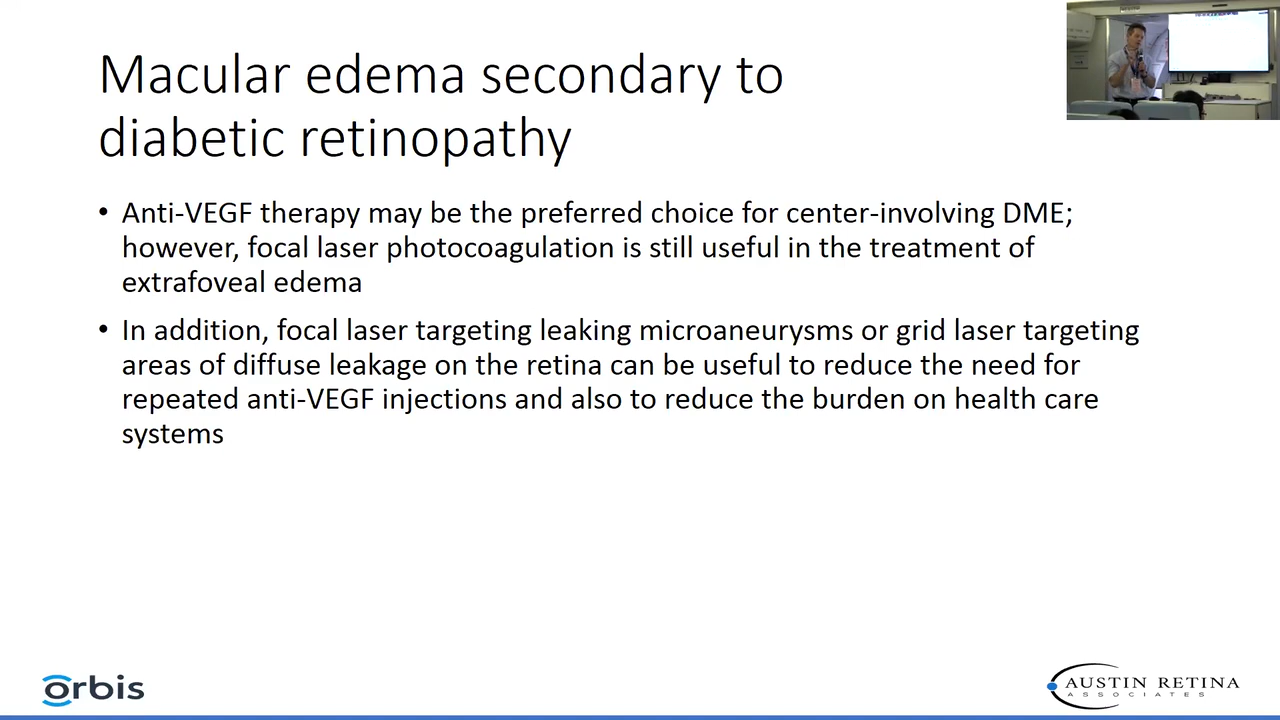 Macular edema secondary to
diabetic retinopathy
• Anti-VEGF therapy may be the preferred choice for center-involving DME;
however, focal laser photocoagulation is still useful in the treatment of
extrafoveal edema
• In addition, focal laser targeting leaking microaneurysms or grid laser targeting
areas of diffuse leakage on the retina can be useful to reduce the need for
repeated anti-VEGF injections and also to reduce the burden on health care
systems
orbis
AUSTIN RETINA
ASSOCIATES